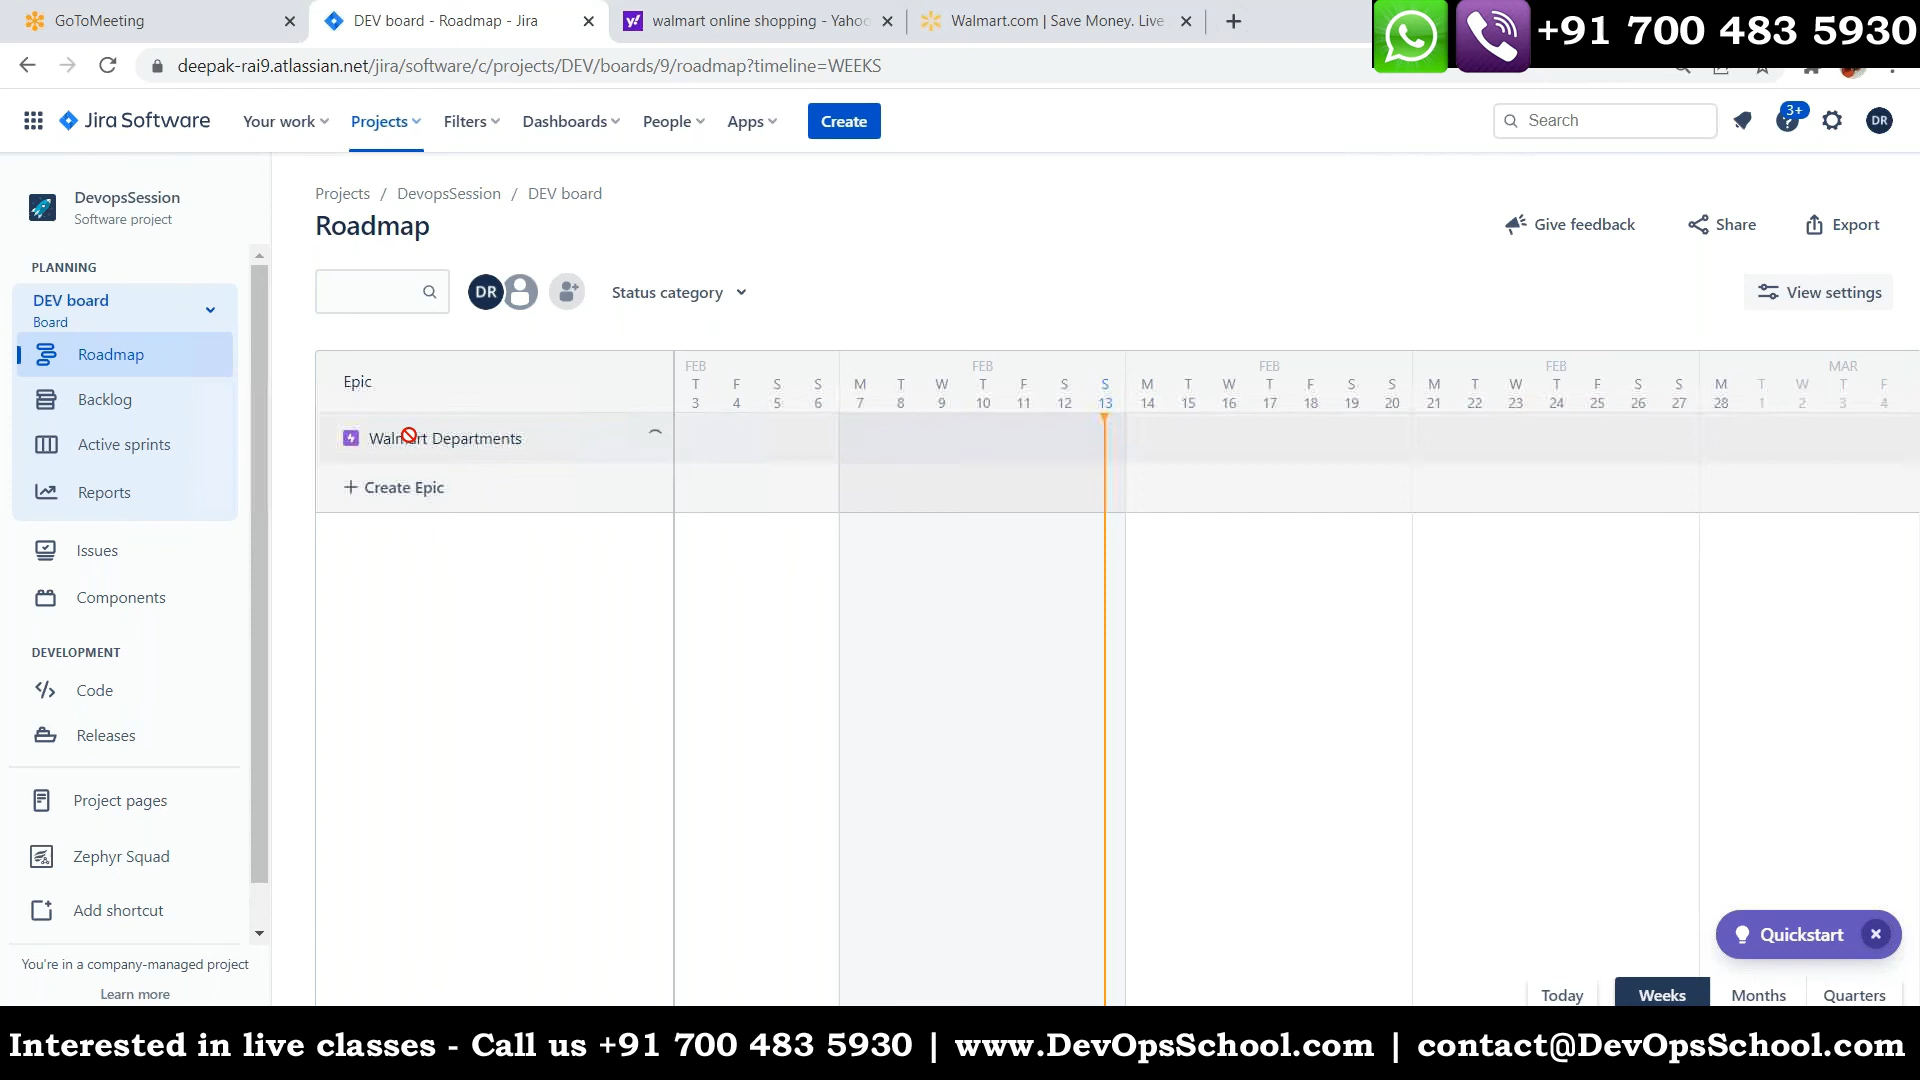 GoToMeeting
DEV board - Roadmap - Jira
walmart online shopping - Yahoo
Walmart.com | Save Money. Live
+91 700 483 5930
deepak-rai9.atlassian.net/jira/software/c/projects/DEV/boards/9/roadmap?timeline=WEEKS
Jira Software
Your work
Projects
Filters
Dashboards
People
Apps
Create
Search
3+
DR
DevopsSession
Software project
PLANNING
DEV board
Board
Roadmap
Backlog
Active sprints
Reports
Issues
Components
DEVELOPMENT
Code
Releases
Project pages
Zephyr Squad
Add shortcut
You're in a company-managed project
Learn more
Projects / DevopsSession / DEV board
Roadmap
Give feedback
Share
Export
DR
Status category
View settings
Epic
FEB FEB FEB FEB MAR
T F S S M T W T F S S M T W T F S S M T W T F S S M T W T F
3 4 5 6 7 8 9 10 11 12 13 14 15 16 17 18 19 20 21 22 23 24 25 26 27 28 1 2 3 4
Walmart Departments
+ Create Epic
Quickstart
Today
Weeks
Months
Quarters
Interested in live classes - Call us +91 700 483 5930 | www.DevOpsSchool.com | contact@DevOpsSchool.com